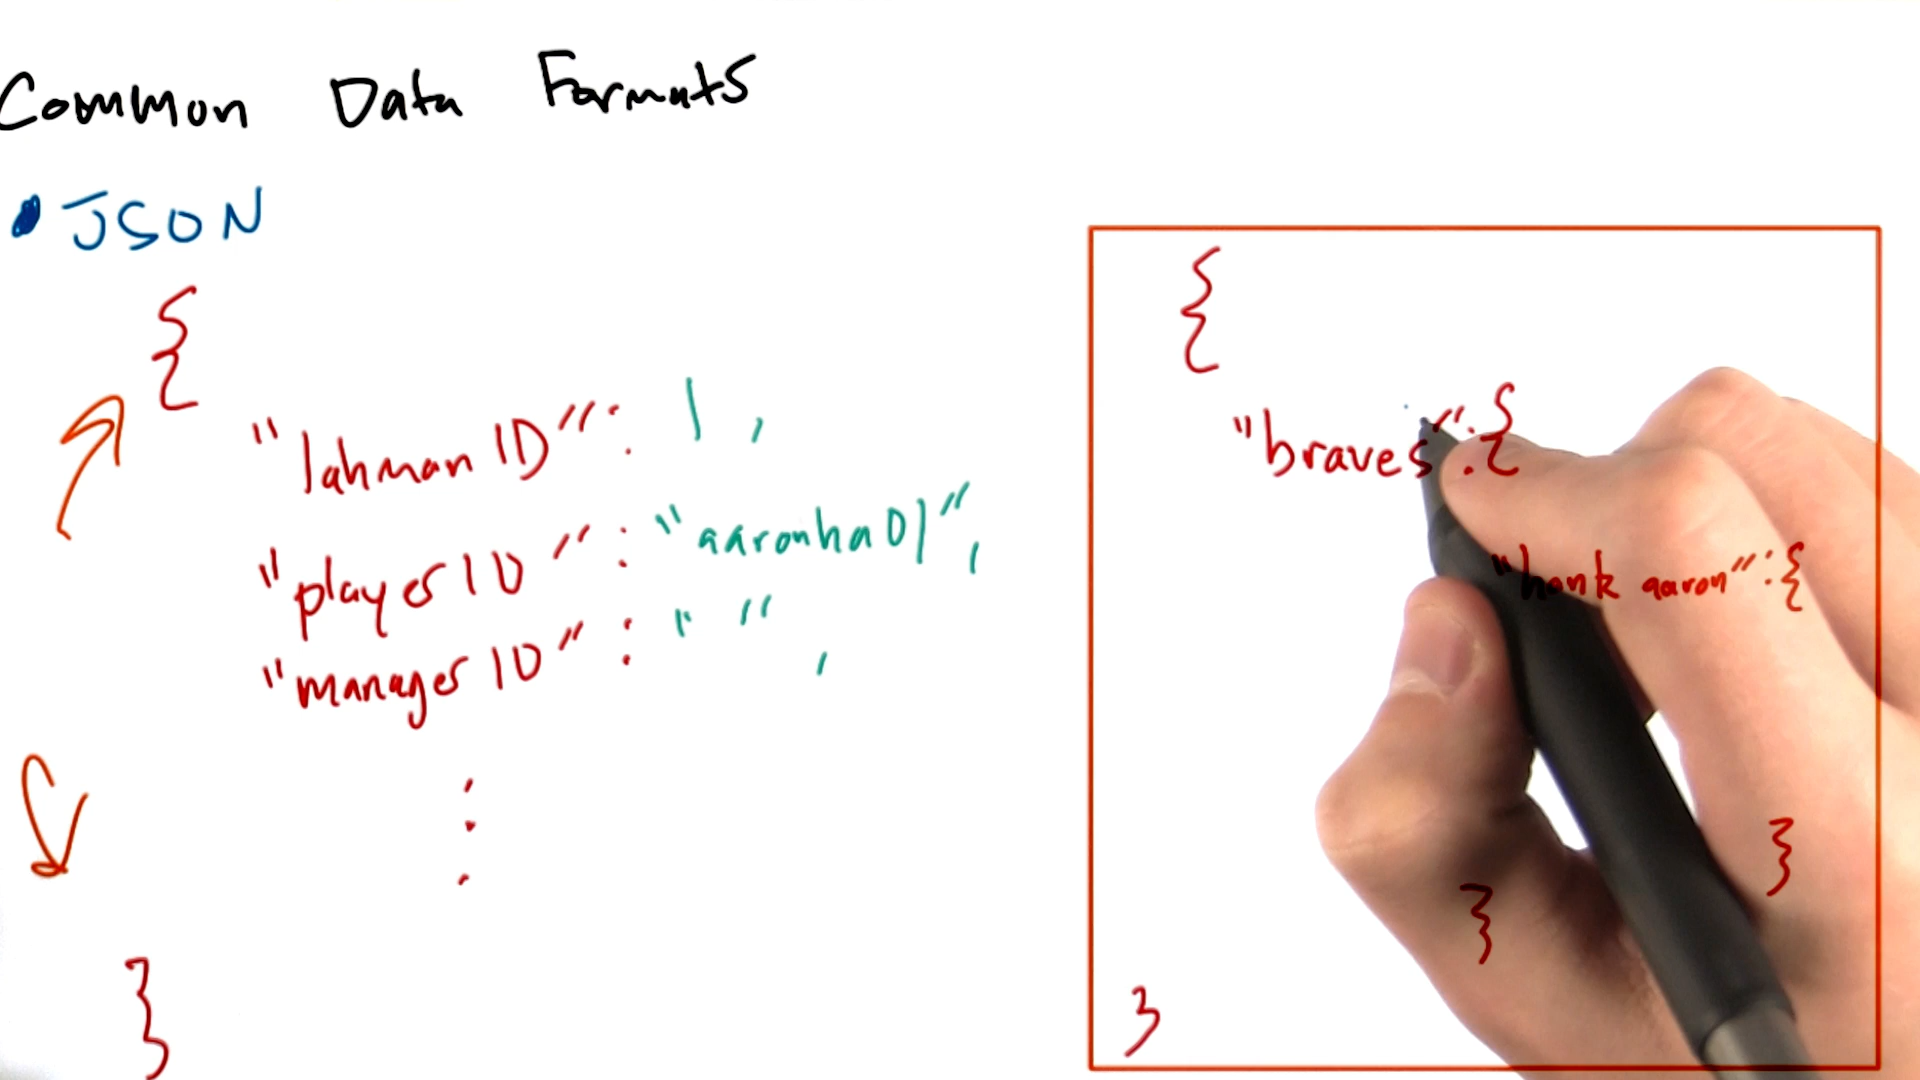 Common Data Formats
• JSON
{
"lahmanID": 1,
"playerID": "aaronha01",
"managerID": " ",
⋮
}
{
"braves": {
"hank aaron": {
}
}
}